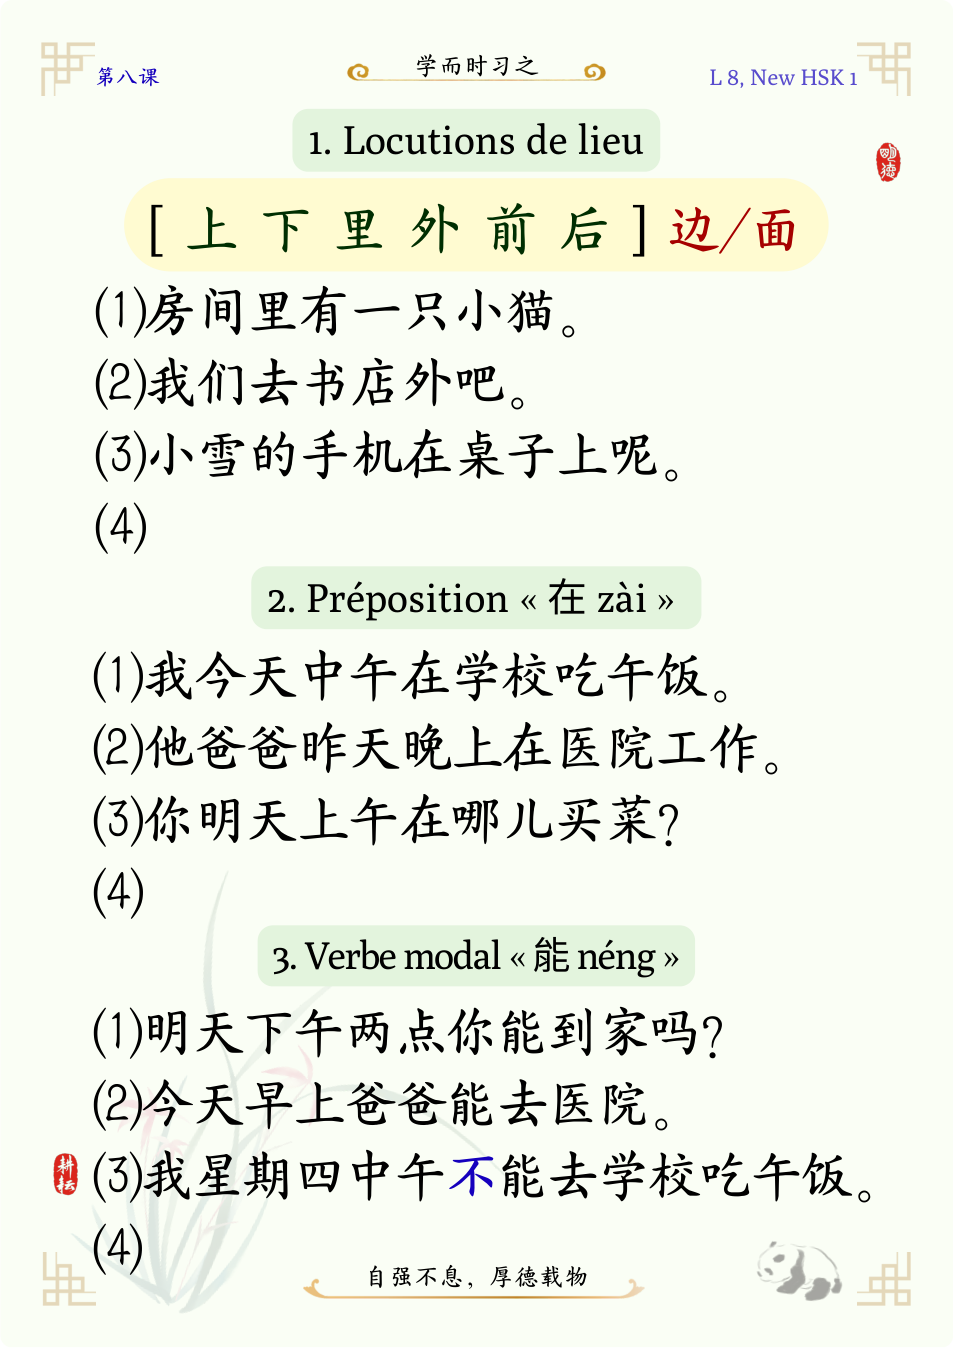 第八课
学而时习之
L 8, New HSK 1
1. Locutions de lieu
明德
[ 上 下 里 外 前 后 ] 边/面
(1)房间里有一只小猫。
(2)我们去书店外吧。
(3)小雪的手机在桌子上呢。
(4)
2. Préposition « 在 zài »
(1)我今天中午在学校吃午饭。
(2)他爸爸昨天晚上在医院工作。
(3)你明天上午在哪儿买菜?
(4)
3. Verbe modal « 能 néng »
(1)明天下午两点你能到家吗?
(2)今天早上爸爸能去医院。
(3)我星期四中午不能去学校吃午饭。
耕耘
(4)
自强不息，厚德载物